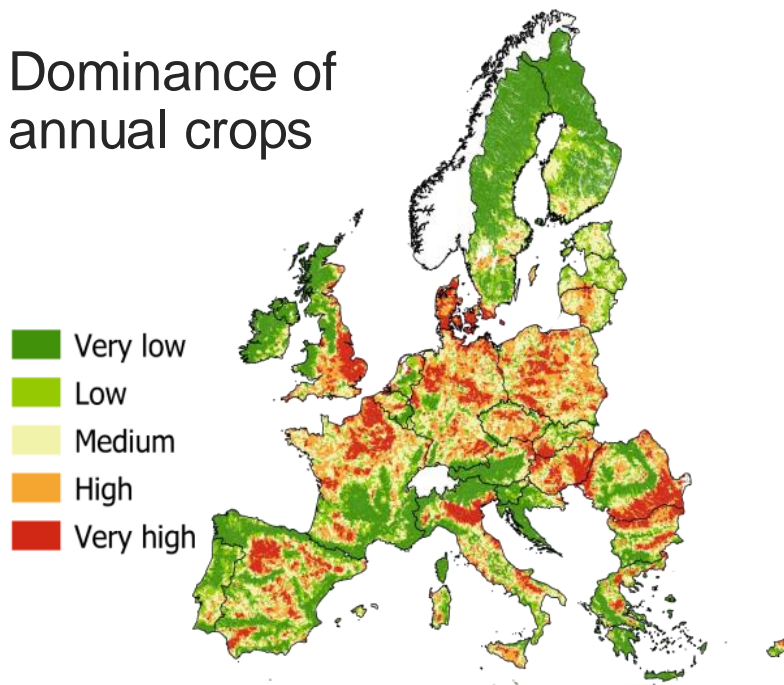 Dominance of
annual crops
Very low
Low
Medium
High
Very high